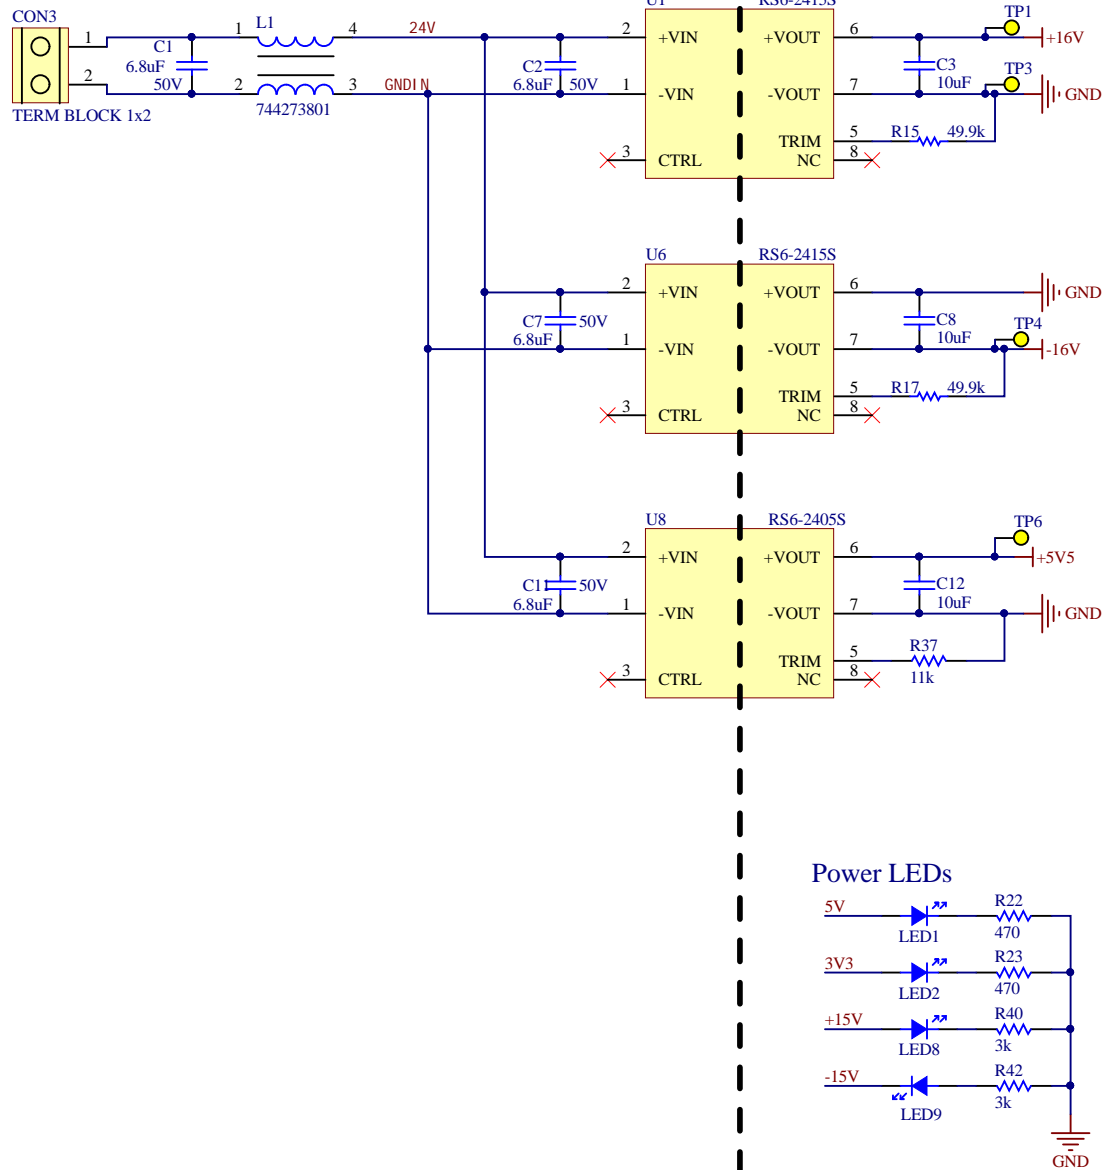 CON3
1
2
TERM BLOCK 1x2
C1
6.8uF
50V
L1
1
4
2
3
744273801
24V
GNDIN
C2
6.8uF 50V
U1
RS6-2415S
2
+VIN
1
-VIN
3
CTRL
+VOUT
6
-VOUT
7
TRIM
5
NC
8
C3
10uF
TP1
+16V
TP3
GND
R15 49.9k
U6
RS6-2415S
C7 50V
6.8uF
2
+VIN
1
-VIN
3
CTRL
+VOUT
6
-VOUT
7
TRIM
5
NC
8
C8
10uF
GND
TP4
-16V
R17 49.9k
U8
RS6-2405S
C11 50V
6.8uF
2
+VIN
1
-VIN
3
CTRL
+VOUT
6
-VOUT
7
TRIM
5
NC
8
C12
10uF
TP6
+5V5
GND
R37
11k
Power LEDs
5V
LED1
R22
470
3V3
LED2
R23
470
+15V
LED8
R40
3k
-15V
LED9
R42
3k
GND